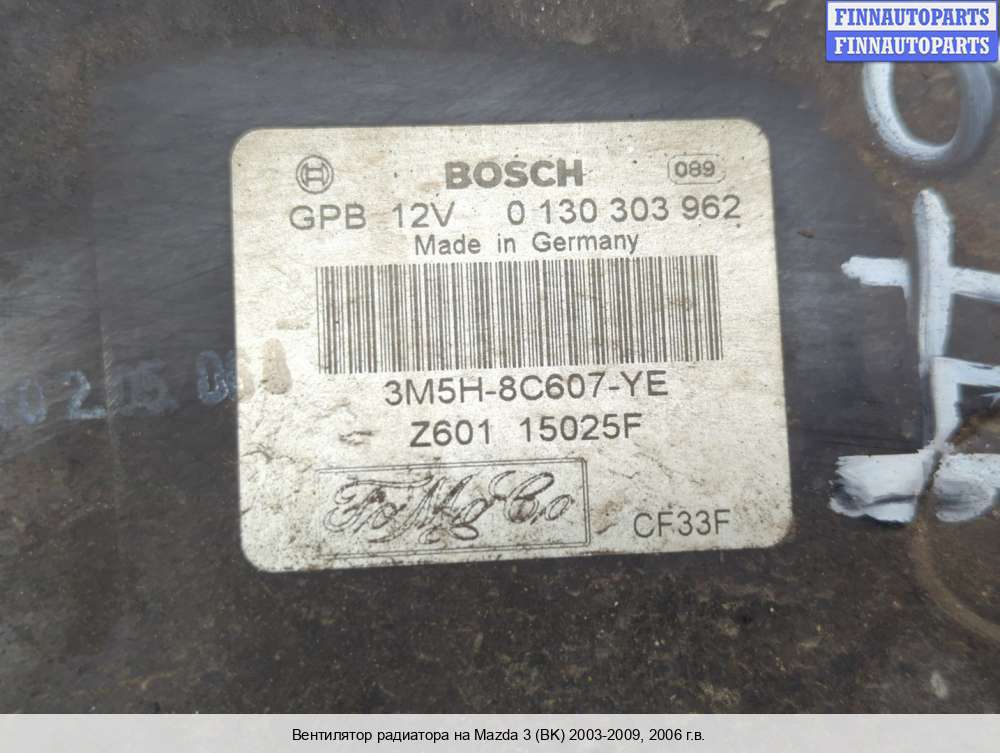 FINNAUTOPARTS
FINNAUTOPARTS
BOSCH 089
GPB 12V 0 130 303 962
Made in Germany
3M5H-8C607-YE
Z601 15025F
FoMoCo
CF33F
Вентилятор радиатора на Mazda 3 (BK) 2003-2009, 2006 г.в.